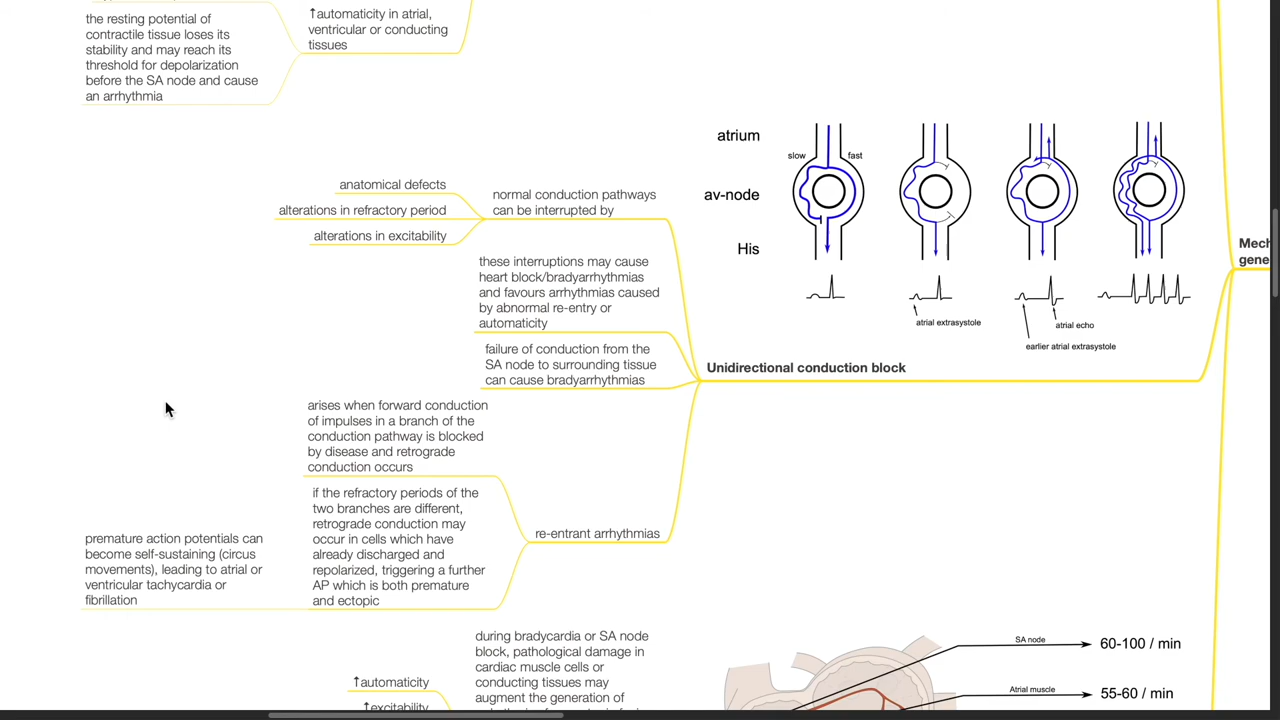 the resting potential of
contractile tissue loses its
stability and may reach its
threshold for depolarization
before the SA node and cause
an arrhythmia
↑automaticity in atrial,
ventricular or conducting
tissues
atrium
slow
fast
av-node
His
atrial extrasystole
atrial echo
earlier atrial extrasystole
Mech
gene
anatomical defects
alterations in refractory period
alterations in excitability
normal conduction pathways
can be interrupted by
these interruptions may cause
heart block/bradyarrhythmias
and favours arrhythmias caused
by abnormal re-entry or
automaticity
failure of conduction from the
SA node to surrounding tissue
can cause bradyarrhythmias
Unidirectional conduction block
arises when forward conduction
of impulses in a branch of the
conduction pathway is blocked
by disease and retrograde
conduction occurs
if the refractory periods of the
two branches are different,
retrograde conduction may
occur in cells which have
already discharged and
repolarized, triggering a further
AP which is both premature
and ectopic
re-entrant arrhythmias
premature action potentials can
become self-sustaining (circus
movements), leading to atrial or
ventricular tachycardia or
fibrillation
during bradycardia or SA node
block, pathological damage in
cardiac muscle cells or
conducting tissues may
augment the generation of
↑automaticity
↑excitability
SA node
60-100 / min
Atrial muscle
55-60 / min